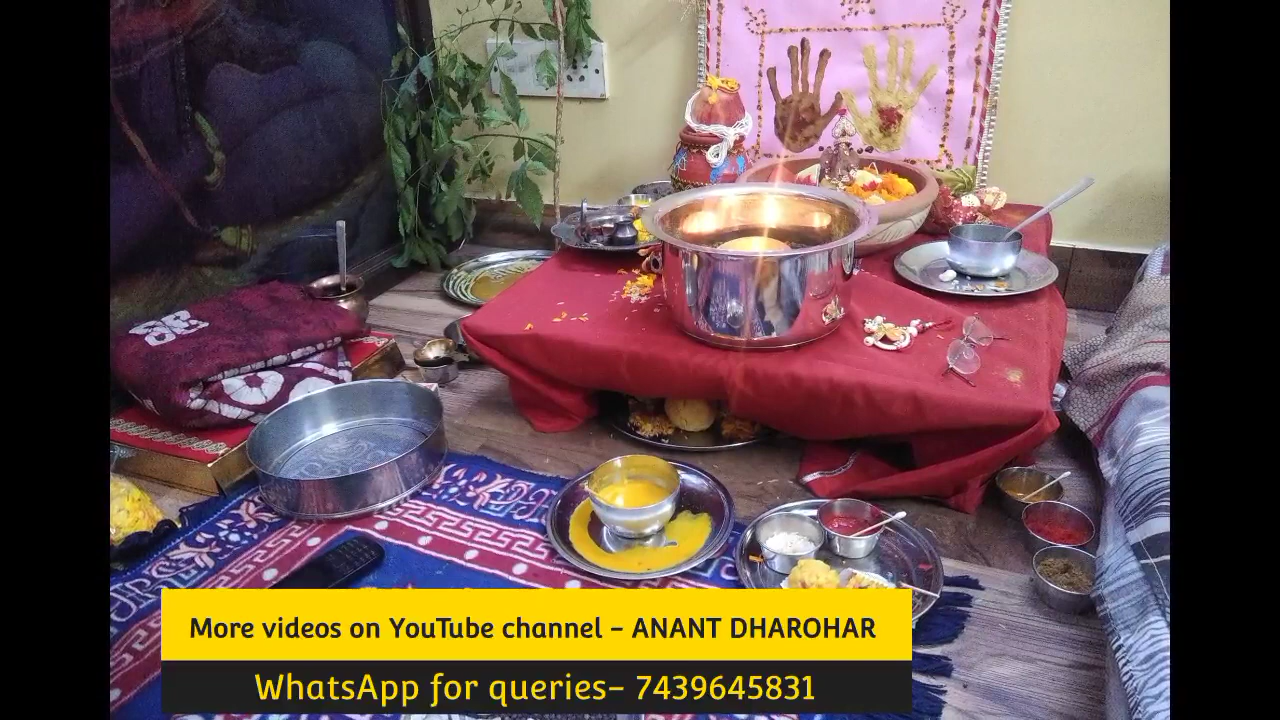 More videos on YouTube channel - ANANT DHAROHAR
WhatsApp for queries- 7439645831